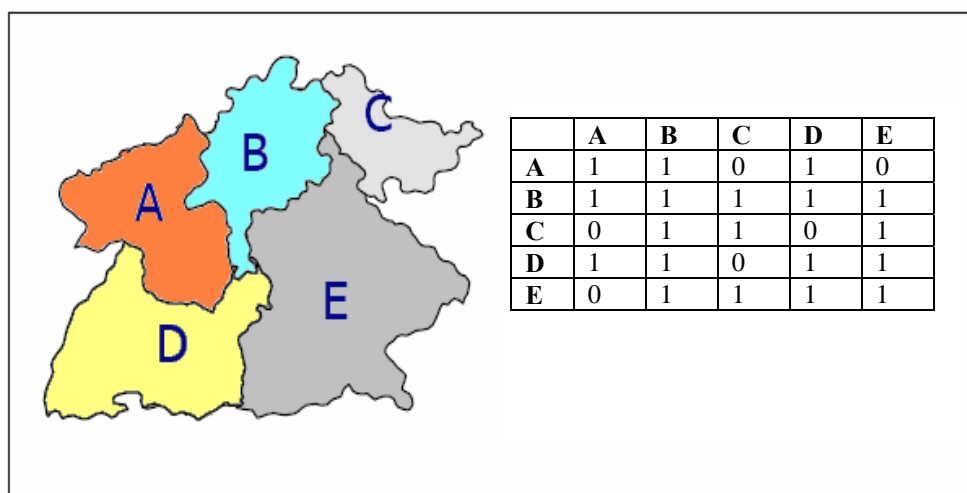 C
B
A
E
D
A B C D E
A 1 1 0 1 0
B 1 1 1 1 1
C 0 1 1 0 1
D 1 1 0 1 1
E 0 1 1 1 1